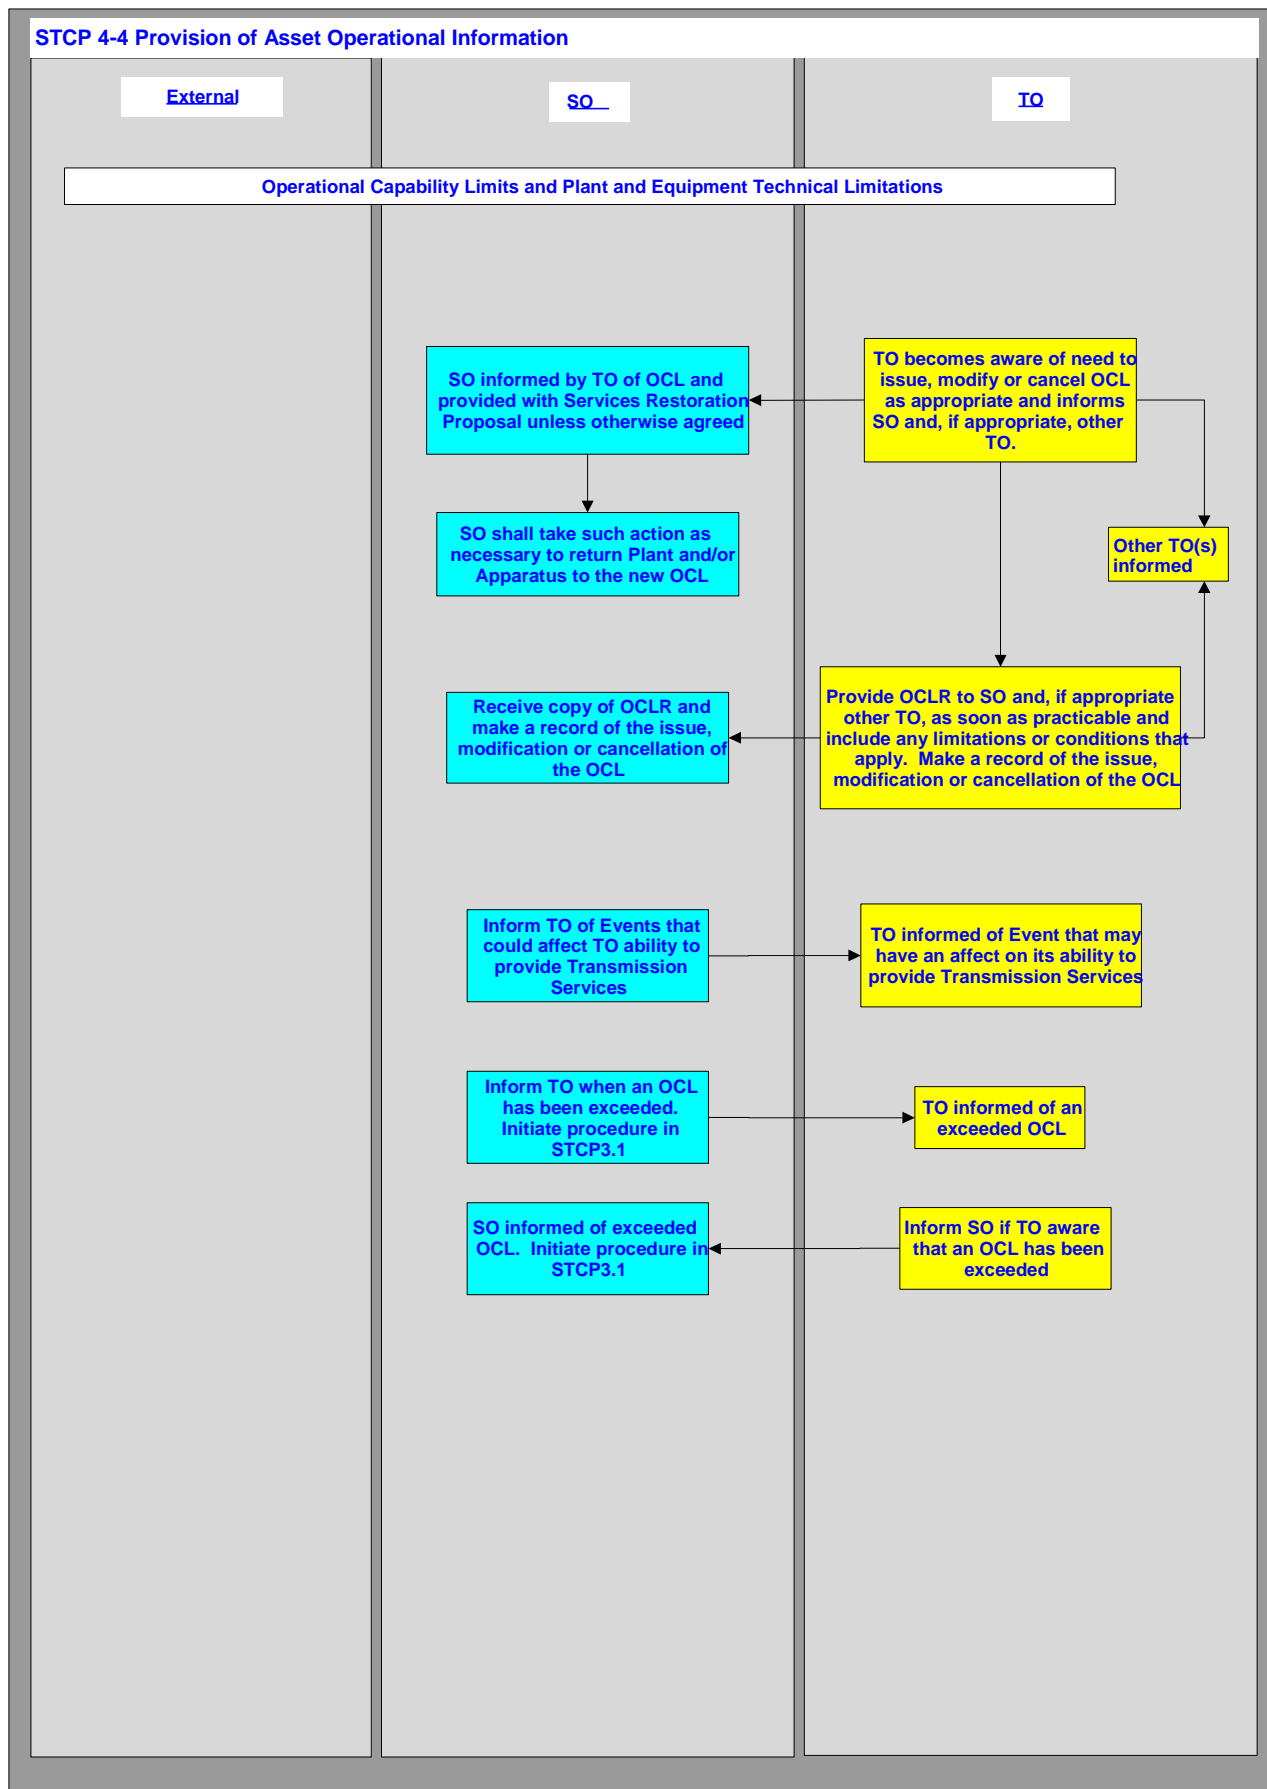 STCP 4-4 Provision of Asset Operational Information
External
SO
TO
Operational Capability Limits and Plant and Equipment Technical Limitations
SO informed by TO of OCL and
provided with Services Restoration
Proposal unless otherwise agreed
TO becomes aware of need to
issue, modify or cancel OCL
as appropriate and informs
SO and, if appropriate, other
TO.
SO shall take such action as
necessary to return Plant and/or
Apparatus to the new OCL
Other TO(s)
informed
Receive copy of OCLR and
make a record of the issue,
modification or cancellation of
the OCL
Provide OCLR to SO and, if appropriate
other TO, as soon as practicable and
include any limitations or conditions that
apply.  Make a record of the issue,
modification or cancellation of the OCL
Inform TO of Events that
could affect TO ability to
provide Transmission
Services
TO informed of Event that may
have an affect on its ability to
provide Transmission Services
Inform TO when an OCL
has been exceeded.
Initiate procedure in
STCP3.1
TO informed of an
exceeded OCL
SO informed of exceeded
OCL.  Initiate procedure in
STCP3.1
Inform SO if TO aware
that an OCL has been
exceeded